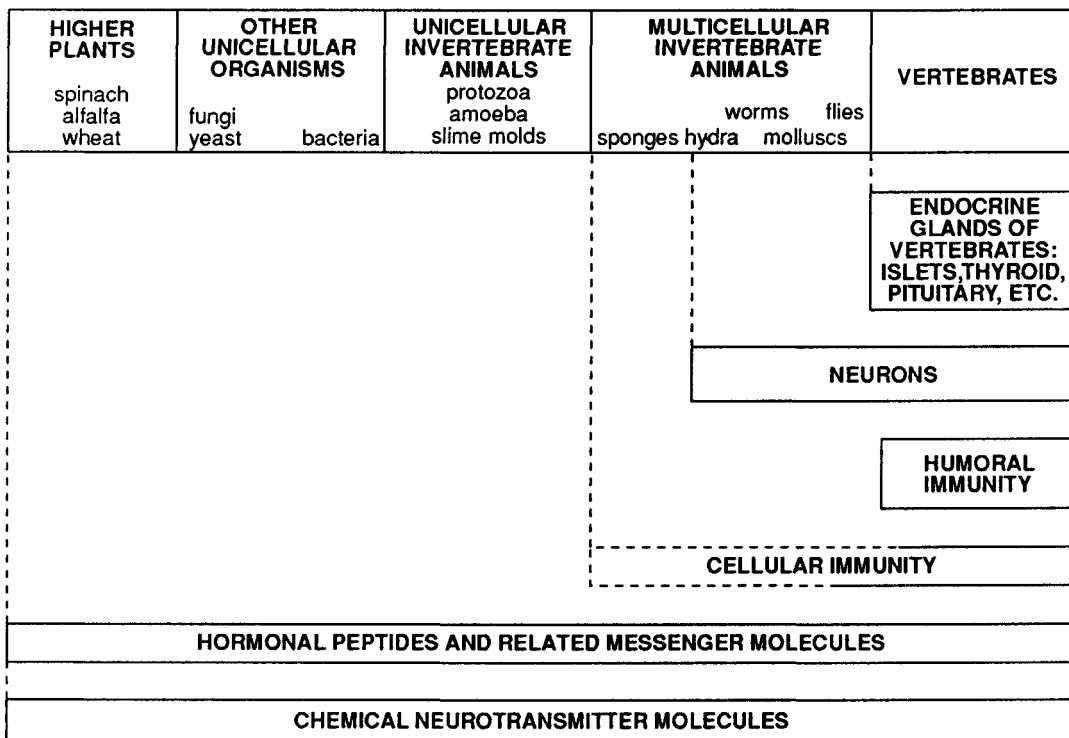 HIGHER
PLANTS
spinach
alfalfa
wheat
OTHER
UNICELLULAR
ORGANISMS
fungi
yeast bacteria
UNICELLULAR
INVERTEBRATE
ANIMALS
protozoa
amoeba
slime molds
MULTICELLULAR
INVERTEBRATE
ANIMALS
worms flies
sponges hydra molluscs
VERTEBRATES
ENDOCRINE
GLANDS OF
VERTEBRATES:
ISLETS,THYROID,
PITUITARY, ETC.
NEURONS
HUMORAL
IMMUNITY
CELLULAR IMMUNITY
HORMONAL PEPTIDES AND RELATED MESSENGER MOLECULES
CHEMICAL NEUROTRANSMITTER MOLECULES